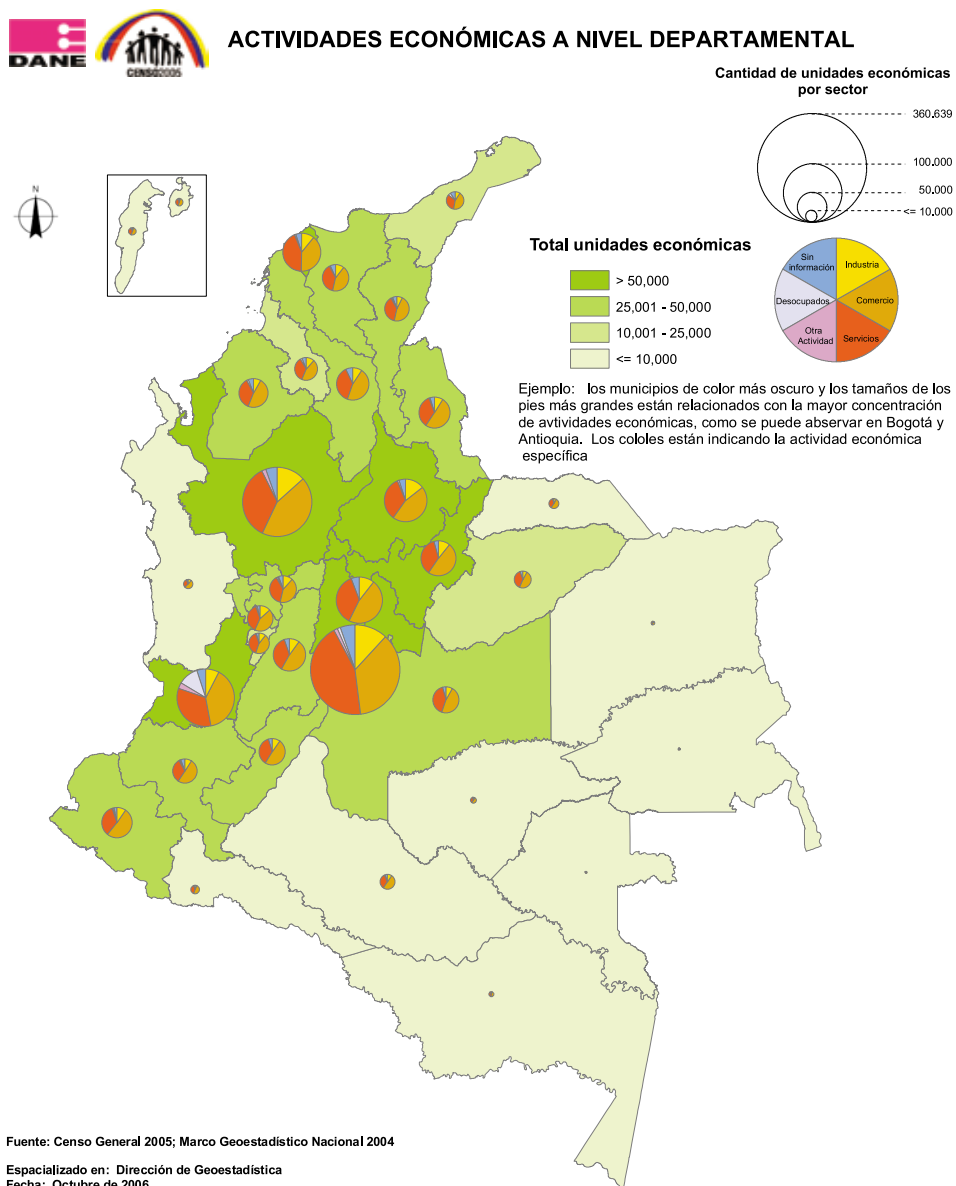 DANE
CENSO2005
ACTIVIDADES ECONÓMICAS A NIVEL DEPARTAMENTAL
Cantidad de unidades económicas
por sector
360.639
100.000
50.000
<= 10.000
N
Total unidades económicas
> 50,000
25,001 - 50,000
10,001 - 25,000
<= 10,000
Sin
información
Industria
Desocupados
Comercio
Otra
Actividad
Servicios
Ejemplo: los municipios de color más oscuro y los tamaños de los
pies más grandes están relacionados con la mayor concentración
de avtividades económicas, como se puede abservar en Bogotá y
Antioquia. Los cololes están indicando la actividad económica
específica
Fuente: Censo General 2005; Marco Geoestadístico Nacional 2004
Espacializado en: Dirección de Geoestadística
Fecha: Octubre de 2006